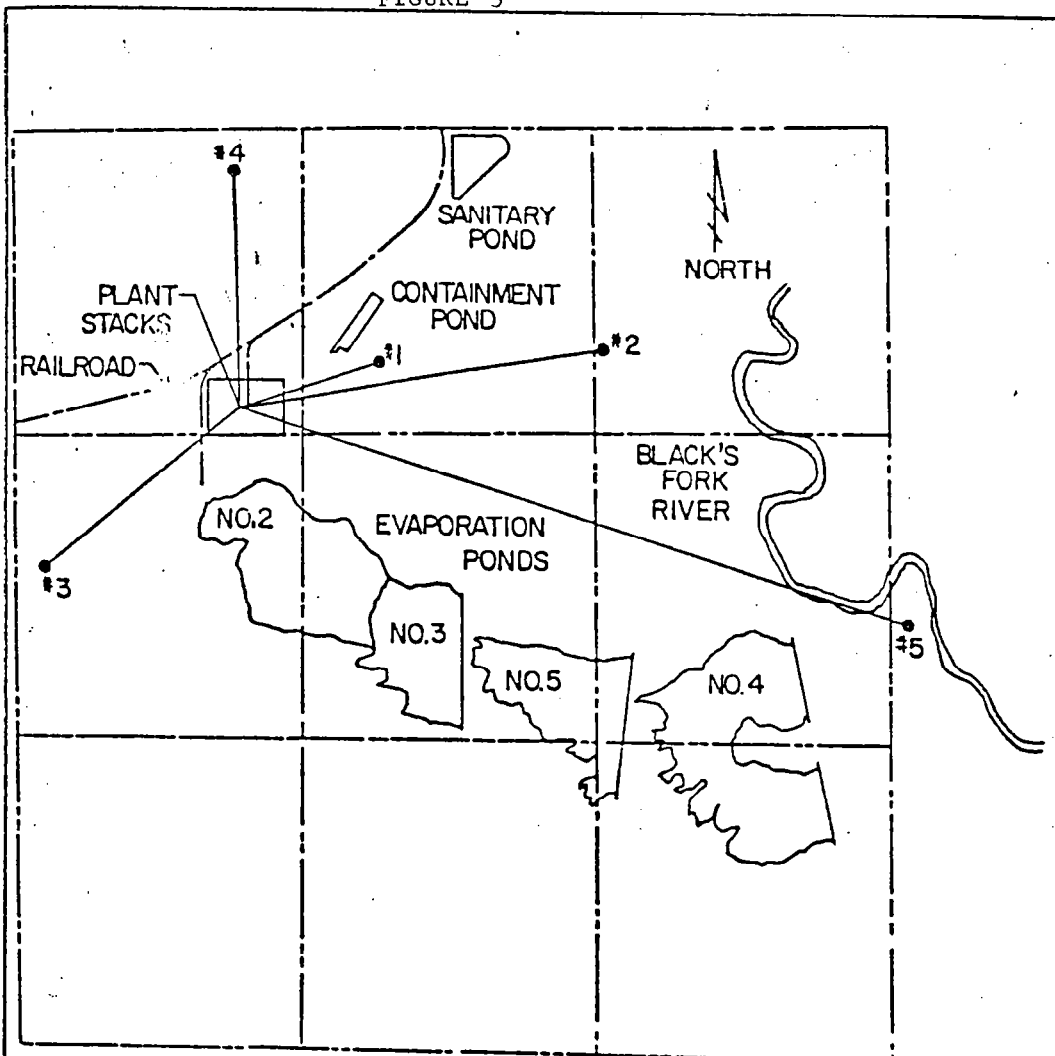 FIGURE 5
#4
SANITARY
POND
NORTH
PLANT
STACKS
CONTAINMENT
POND
RAILROAD
#1
#2
BLACK'S
FORK
RIVER
NO.2
EVAPORATION
PONDS
#3
NO.3
#5
NO.5
NO.4